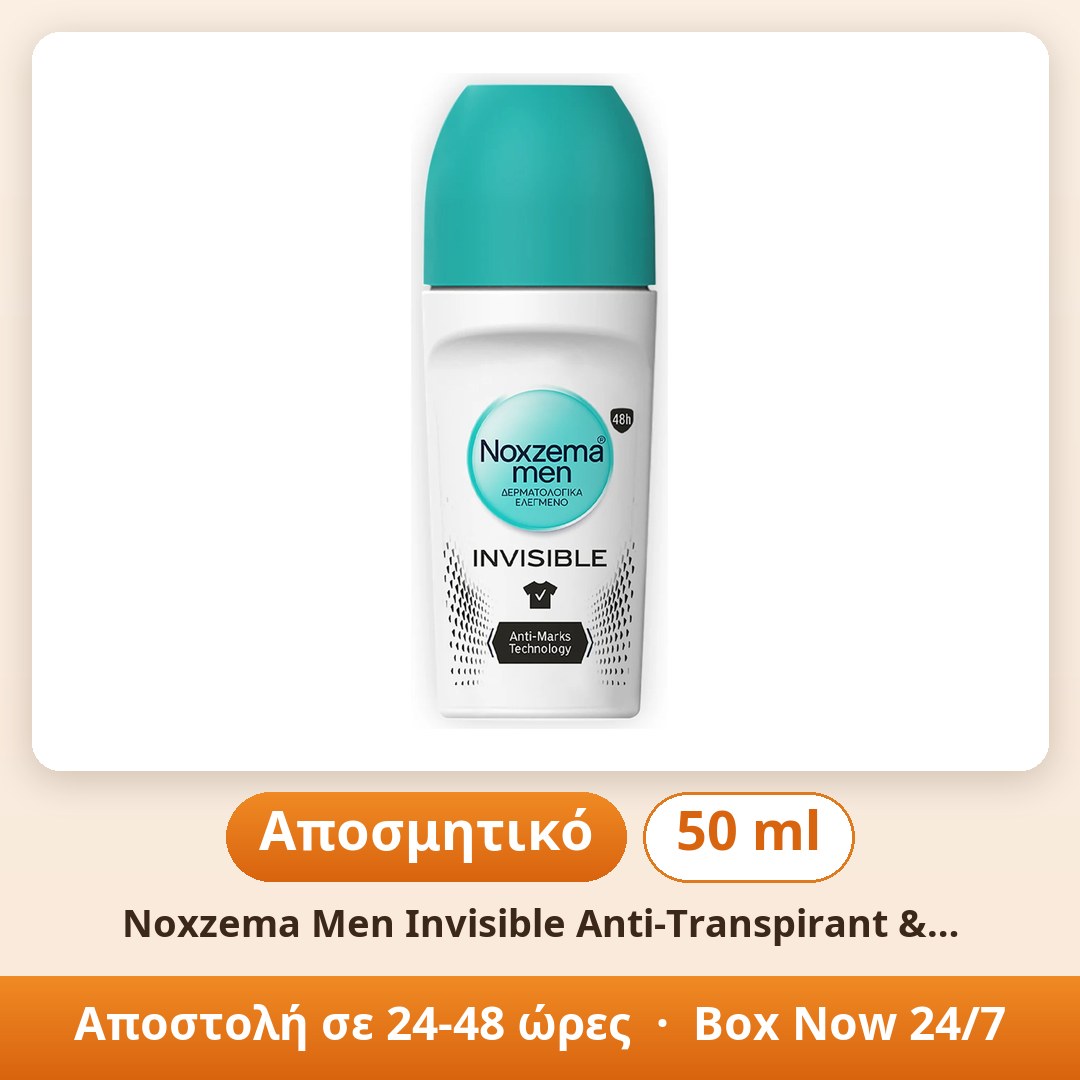 48h
Noxzema®
men
ΔΕΡΜΑΤΟΛΟΓΙΚΑ
ΕΛΕΓΜΕΝΟ
INVISIBLE
Anti-Marks
Technology
Αποσμητικό
50 ml
Noxzema Men Invisible Anti-Transpirant &...
Αποστολή σε 24-48 ώρες · Box Now 24/7